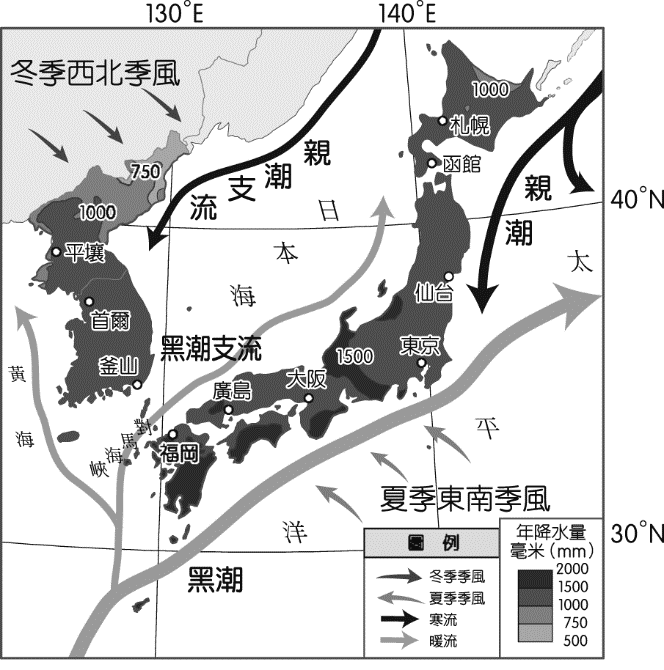 130°E
140°E
冬季西北季風
1000
札幌
函館
750
親
潮
支
流
1000
平壤
40°N
親
潮
日
本
海
太
平
洋
仙台
首爾
黑潮支流
1500
東京
釜山
黃
海
大阪
廣島
對
馬
海
峽
福岡
夏季東南季風
30°N
黑潮
圖 例
冬季季風
夏季季風
寒流
暖流
年降水量
毫米(mm)
2000
1500
1000
750
500